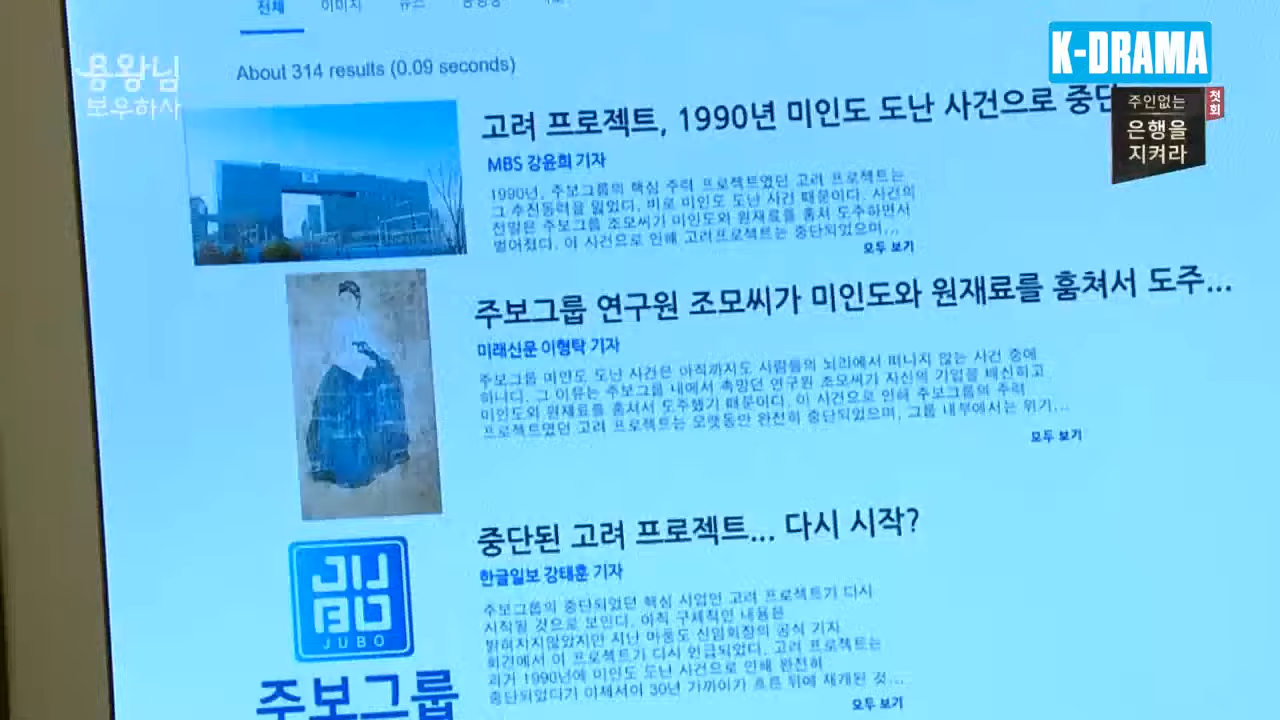 전체 이미지 뉴스 동영상
용왕님
보우하사
K-DRAMA
첫회
주인없는
은행을
지켜라
About 314 results (0.09 seconds)
고려 프로젝트, 1990년 미인도 도난 사건으로 중단
MBS 강윤희 기자
1990년, 주보그룹의 핵심 주력 프로젝트였던 고려 프로젝트는
그 추진동력을 잃었다. 바로 미인도 도난 사건 때문이다. 사건의
전말은 주보그룹 조모씨가 미인도와 원재료를 훔쳐 도주하면서
벌어졌다. 이 사건으로 인해 고려프로젝트는 중단되었으며...
모두 보기
주보그룹 연구원 조모씨가 미인도와 원재료를 훔쳐서 도주...
미래신문 이형탁 기자
주보그룹 미인도 도난 사건은 아직까지도 사람들의 뇌리에서 떠나지 않는 사건 중에
하나다. 그 이유는 주보그룹 내에서 촉망던 연구원 조모씨가 자신의 기업을 배신하고
미인도와 원재료를 훔쳐서 도주했기 때문이다. 이 사건으로 인해 주보그룹의 주력
프로젝트였던 고려 프로젝트는 오랫동안 완전히 중단되었으며, 그룹 내부에서는 위기...
모두 보기
중단된 고려 프로젝트... 다시 시작?
한글일보 강태훈 기자
주보그룹의 중단되었던 핵심 사업인 고려 프로젝트가 다시
시작될 것으로 보인다. 아직 구체적인 내용은
밝혀지지않았지만 지난 마풍도 신임회장의 공식 기자
회견에서 이 프로젝트가 다시 언급되었다. 고려 프로젝트는
과거 1990년에 미인도 도난 사건으로 인해 완전히
중단되었다가 이제서야 30년 가까이가 흐른 뒤에 재개된 것...
모두 보기
JUBO
JUBO
주보그룹